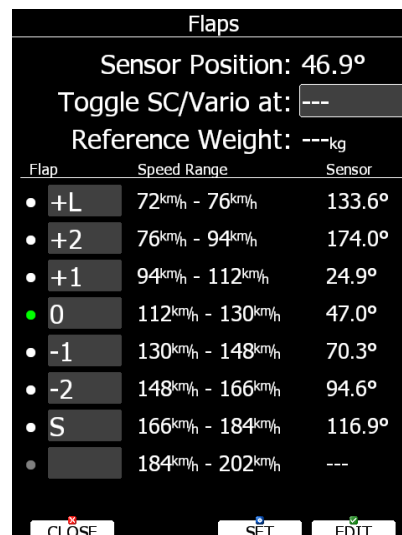 Flaps
Sensor Position: 46.9°
Toggle SC/Vario at: ---
Reference Weight: ---kg
Flap Speed Range Sensor
+L 72km/h - 76km/h 133.6°
+2 76km/h - 94km/h 174.0°
+1 94km/h - 112km/h 24.9°
0 112km/h - 130km/h 47.0°
-1 130km/h - 148km/h 70.3°
-2 148km/h - 166km/h 94.6°
S 166km/h - 184km/h 116.9°
184km/h - 202km/h ---
CLOSE SET EDIT